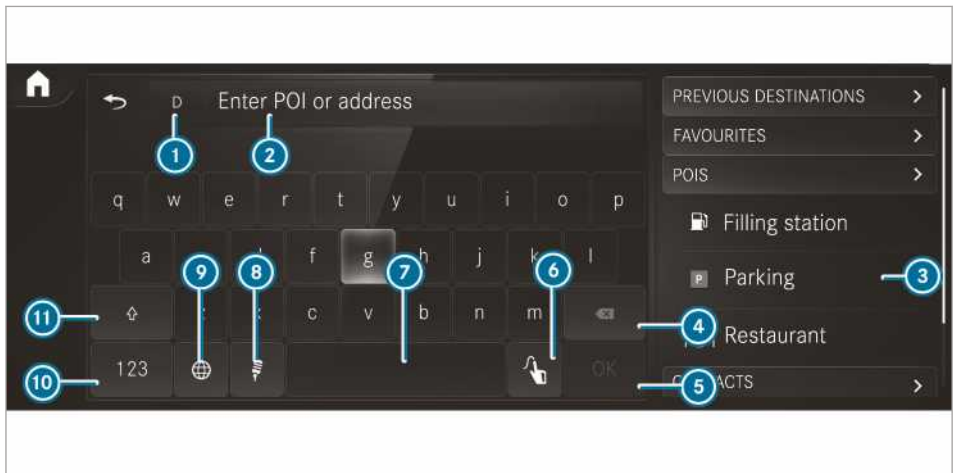 D Enter POI or address
1 2
q w e r t y u i o p
a f g h j k l
9 8 7 6
11 c v b n m 4
10 123 OK 5
PREVIOUS DESTINATIONS
FAVOURITES
POIS
Filling station
P Parking 3
Restaurant